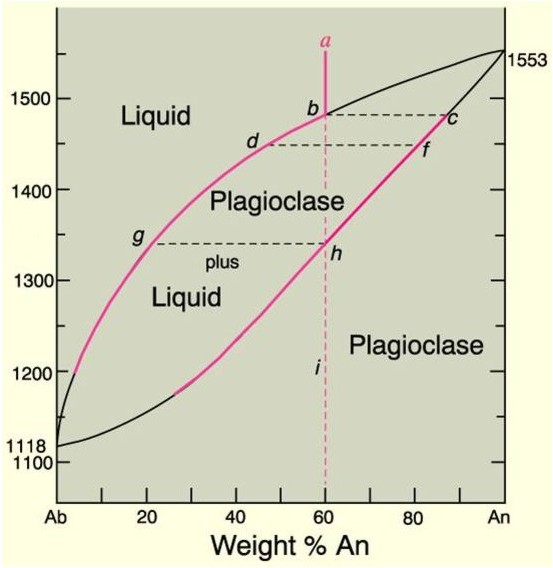 a
1553
1500
b
c
Liquid
d
f
1400
Plagioclase
g
h
plus
1300
Liquid
Plagioclase
i
1200
1118
1100
Ab
20
40
60
80
An
Weight % An